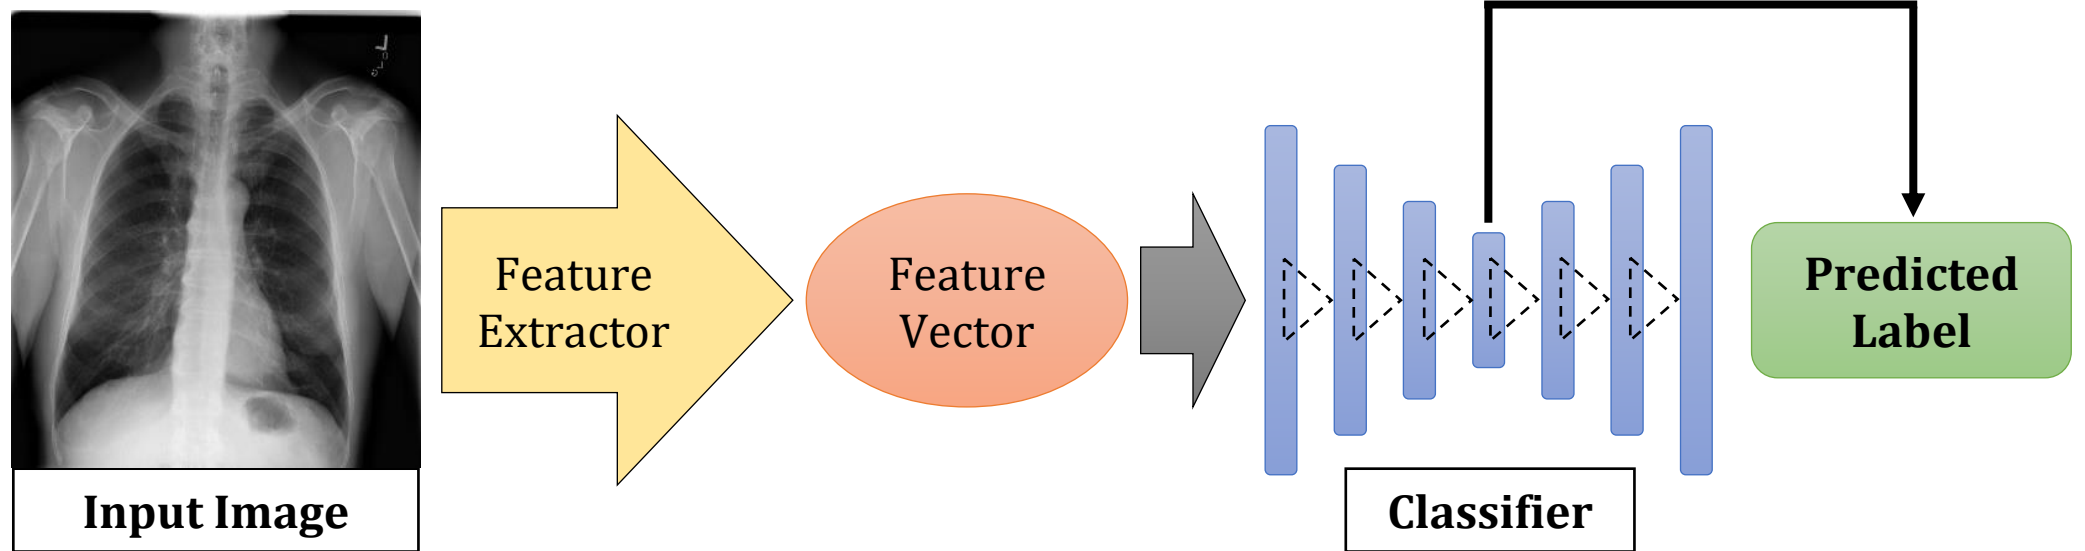 Input Image
Feature
Extractor
Feature
Vector
Classifier
Predicted
Label